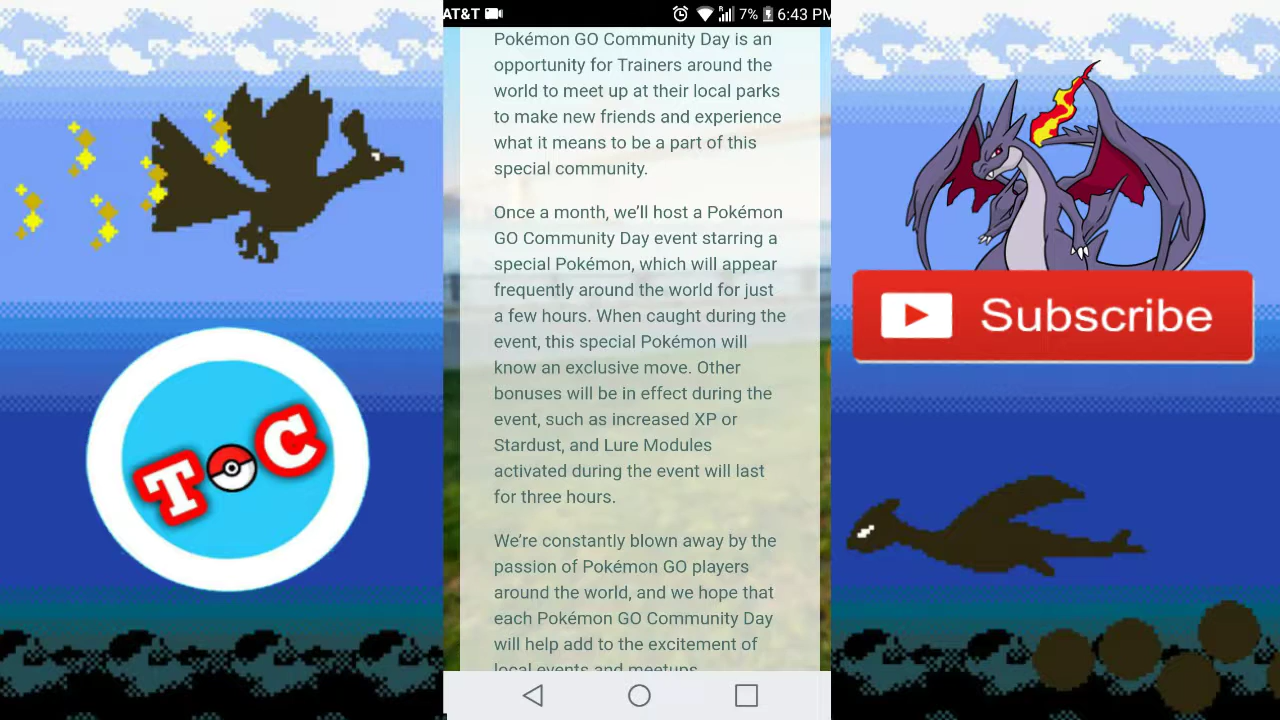 AT&T
R
7%
6:43 PM
Pokémon GO Community Day is an
opportunity for Trainers around the
world to meet up at their local parks
to make new friends and experience
what it means to be a part of this
special community.
Once a month, we'll host a Pokémon
GO Community Day event starring a
special Pokémon, which will appear
frequently around the world for just
a few hours. When caught during the
event, this special Pokémon will
know an exclusive move. Other
bonuses will be in effect during the
event, such as increased XP or
Stardust, and Lure Modules
activated during the event will last
for three hours.
We're constantly blown away by the
passion of Pokémon GO players
around the world, and we hope that
each Pokémon GO Community Day
will help add to the excitement of
local events and meetups
T C
Subscribe